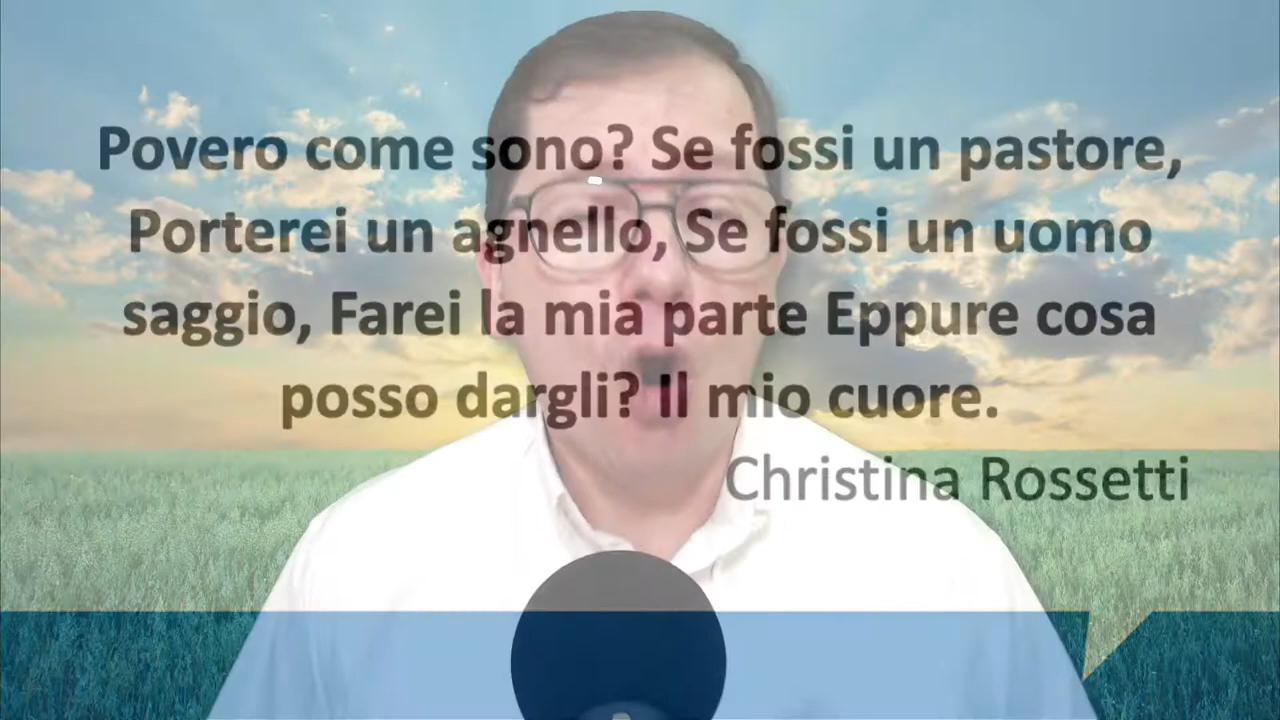 Povero come sono? Se fossi un pastore,
Porterei un agnello, Se fossi un uomo
saggio, Farei la mia parte Eppure cosa
posso dargli? Il mio cuore.
Christina Rossetti